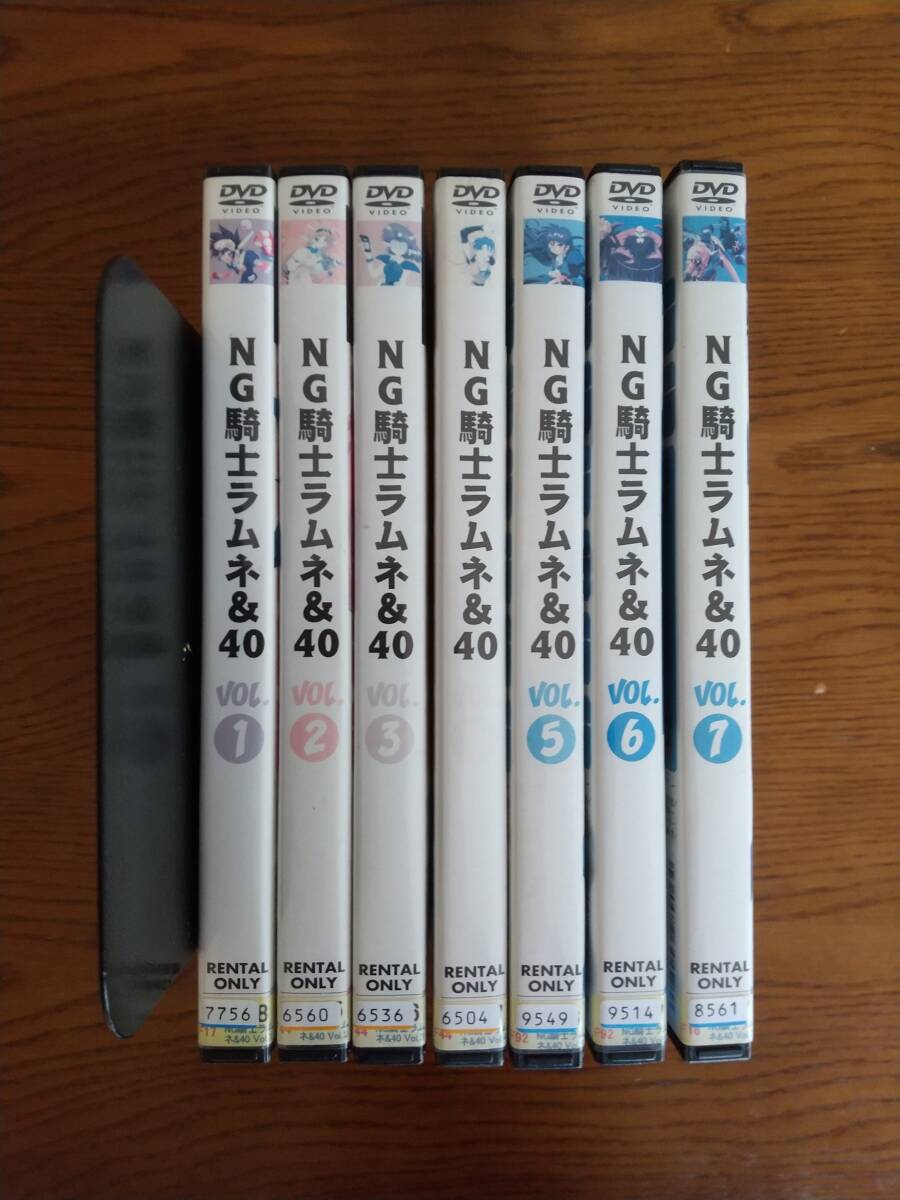 DVD
VIDEO
NG騎士ラムネ&40
VOL.
1
RENTAL
ONLY
7756
DVD
VIDEO
NG騎士ラムネ&40
VOL.
2
RENTAL
ONLY
6560
DVD
VIDEO
NG騎士ラムネ&40
VOL.
3
RENTAL
ONLY
6536
DVD
VIDEO
NG騎士ラムネ&40
RENTAL
ONLY
6504
DVD
VIDEO
NG騎士ラムネ&40
VOL.
5
RENTAL
ONLY
9549
DVD
VIDEO
NG騎士ラムネ&40
VOL.
6
RENTAL
ONLY
9514
DVD
VIDEO
NG騎士ラムネ&40
VOL.
7
RENTAL
ONLY
8561